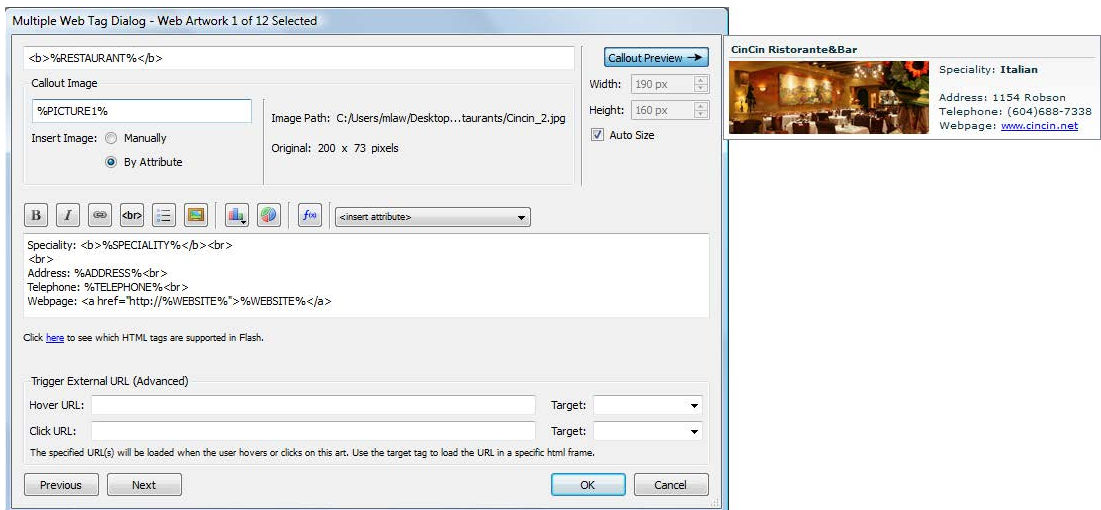 Multiple Web Tag Dialog - Web Artwork 1 of 12 Selected
<b>%RESTAURANT%</b>
Callout Preview
Callout Image
%PICTURE1%
Insert Image: Manually
By Attribute
Image Path: C:/Users/mlaw/Desktop...taurants/Cincin_2.jpg
Original: 200 x 73 pixels
Width: 190 px
Height: 160 px
Auto Size
CinCin Ristorante&Bar
Speciality: Italian
Address: 1154 Robson
Telephone: (604)688-7338
Webpage: www.cincin.net
B I <br> f(x) <insert attribute>
Speciality: <b>%SPECIALITY%</b><br>
<br>
Address: %ADDRESS%<br>
Telephone: %TELEPHONE%<br>
Webpage: <a href="http://%WEBSITE%">%WEBSITE%</a>
Click here to see which HTML tags are supported in Flash.
Trigger External URL (Advanced)
Hover URL: Target:
Click URL: Target:
The specified URL(s) will be loaded when the user hovers or clicks on this art. Use the target tag to load the URL in a specific html frame.
Previous Next OK Cancel